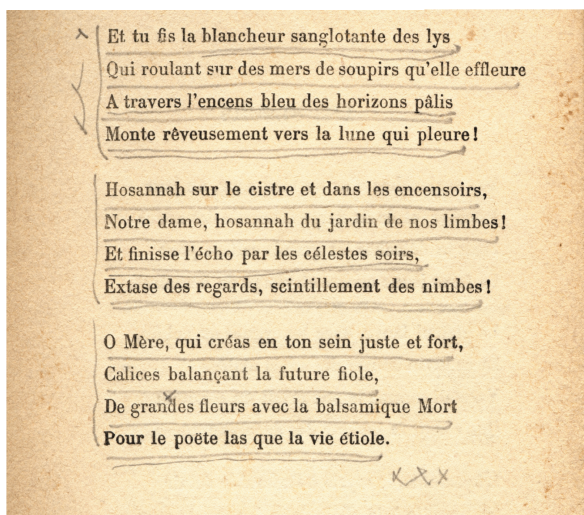 Et tu fis la blancheur sanglotante des lys
Qui roulant sur des mers de soupirs qu'elle effleure
A travers l'encens bleu des horizons pâlis
Monte rêveusement vers la lune qui pleure!
Hosannah sur le cistre et dans les encensoirs,
Notre dame, hosannah du jardin de nos limbes!
Et finisse l'écho par les célestes soirs,
Extase des regards, scintillement des nimbes!
O Mère, qui créas en ton sein juste et fort,
Calices balançant la future fiole,
De grandes fleurs avec la balsamique Mort
Pour le poëte las que la vie étiole.
x x x